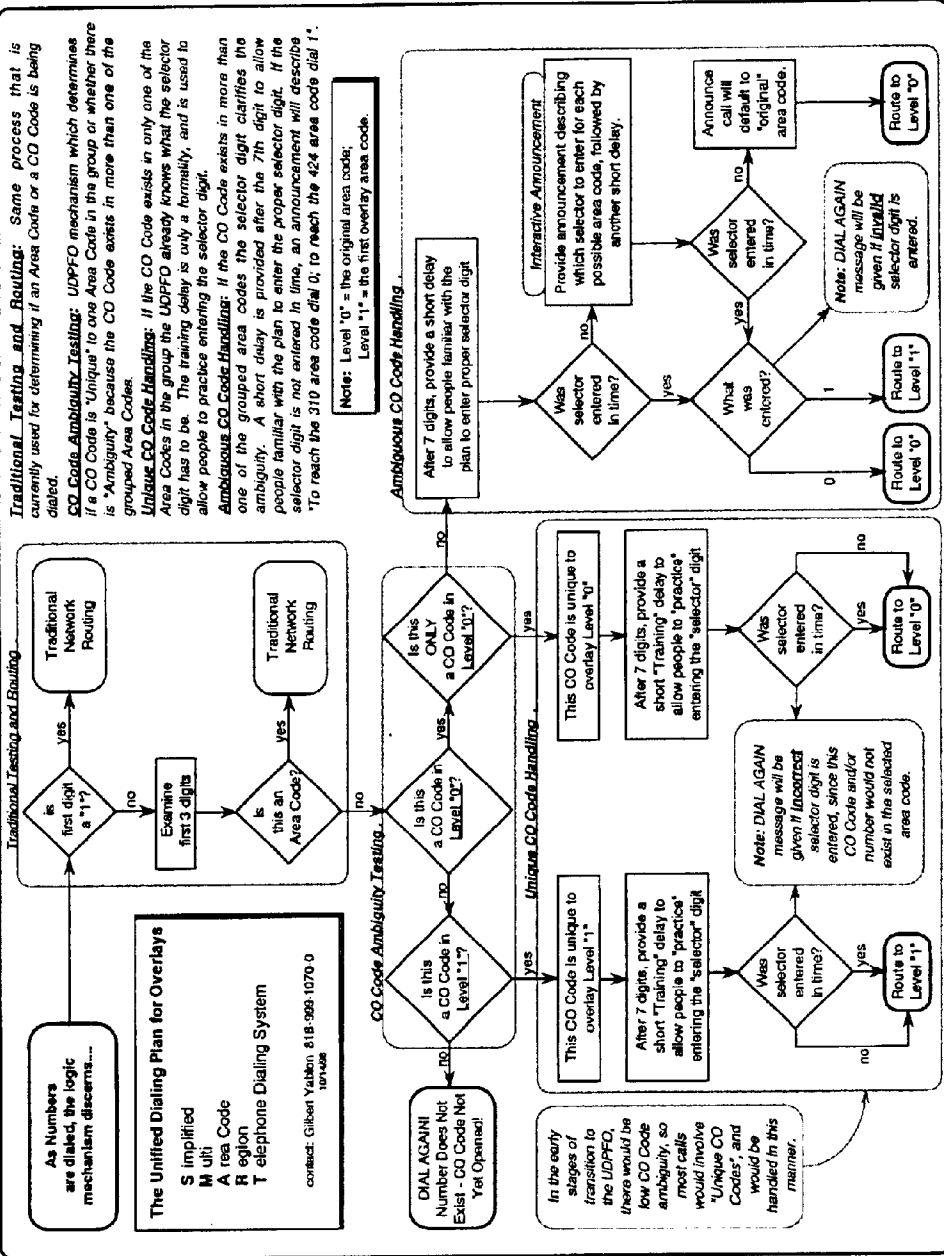 As Numbers
are dialed, the logic
mechanism discerns....
The Unified Dialing Plan for Overlays
S implified
M ulti
A rea Code
R egion
T elephone Dialing System
contact: Gilbert Yablon 818-999-1070-0
10/14/98
Traditional Testing and Routing
is
first digit
a "1"?
yes
Traditional
Network
Routing
no
Examine
first 3 digits
Is
this an
Area Code?
yes
Traditional
Network
Routing
no
Traditional Testing and Routing: Same process that is
currently used for determining if an Area Code or a CO Code is being
dialed.
CO Code Ambiguity Testing: UDPFO mechanism which determines
if a CO Code is "Unique" to one Area Code in the group or whether there
is "Ambiguity" because the CO Code exists in more than one of the
grouped Area Codes.
Unique CO Code Handling: If the CO Code exists in only one of the
Area Codes in the group the UDPFO already knows what the selector
digit has to be. The training delay is only a formality, and is used to
allow people to practice entering the selector digit.
Ambiguous CO Code Handling: If the CO Code exists in more than
one of the grouped area codes the selector digit clarifies the
ambiguity. A short delay is provided after the 7th digit to allow
people familiar with the plan to enter the proper selector digit. If the
selector digit is not entered in time, an announcement will describe
"To reach the 310 area code dial 0; to reach the 424 area code dial 1".
Note: Level "0" = the original area code;
Level "1" = the first overlay area code.
CO Code Ambiguity Testing
DIAL AGAIN!
Number Does Not
Exist - CO Code Not
Yet Opened!
no
Is this
a CO Code in
Level "1"?
no
Is this
a CO Code in
Level "0"?
yes
Is this
ONLY
a CO Code in
Level "0"?
no
yes
yes
Unique CO Code Handling
In the early
stages of
transition to
the UDPFO,
there would be
low CO Code
ambiguity, so
most calls
would involve
"Unique CO
Codes", and
would be
handled in this
manner.
This CO Code is unique to
overlay Level "1"
After 7 digits, provide a
short "Training" delay to
allow people to "practice"
entering the "selector" digit
Was
selector
entered
in time?
no
yes
Route to
Level "1"
Note: DIAL AGAIN
message will be
given if incorrect
selector digit is
entered, since this
CO Code and/or
number would not
exist in the selected
area code.
This CO Code is unique to
overlay Level "0"
After 7 digits, provide a
short "Training" delay to
allow people to "practice"
entering the "selector" digit
Was
selector
entered
in time?
no
yes
Route to
Level "0"
Ambiguous CO Code Handling
After 7 digits, provide a short delay
to allow people familiar with the
plan to enter proper selector digit
Was
selector
entered
in time?
no
yes
Interactive Announcement
Provide announcement describing
which selector to enter for each
possible area code, followed by
another short delay.
Was
selector
entered
in time?
no
yes
Announce
call will
default to
"original"
area code.
Route to
Level "0"
What
was
entered?
0
1
Route to
Level "0"
Route to
Level "1"
Note: DIAL AGAIN
message will be
given if invalid
selector digit is
entered.